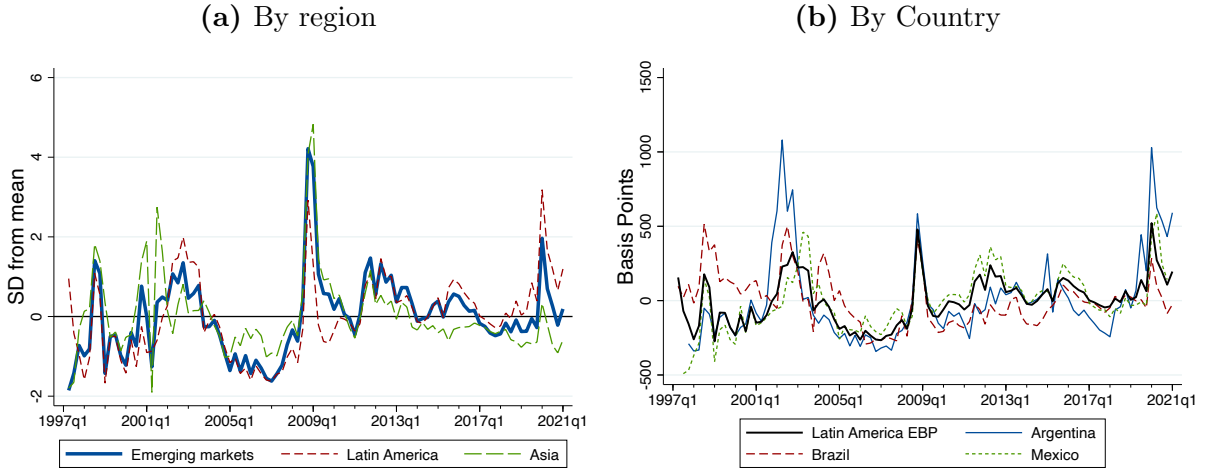 (a) By region
SD from mean
6
4
2
0
-2
1997q1 2001q1 2005q1 2009q1 2013q1 2017q1 2021q1
Emerging markets Latin America Asia
(b) By Country
Basis Points
1500
1000
500
0
-500
1997q1 2001q1 2005q1 2009q1 2013q1 2017q1 2021q1
Latin America EBP Argentina
Brazil Mexico